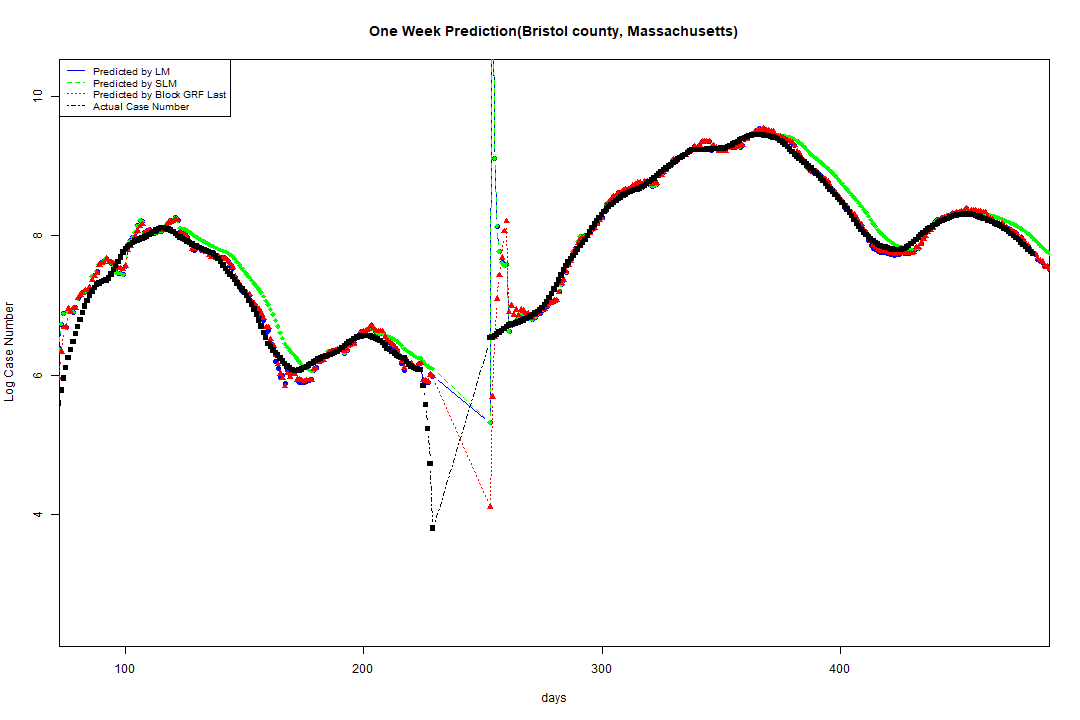 One Week Prediction(Bristol county, Massachusetts)
Predicted by LM
Predicted by SLM
Predicted by Block GRF Last
Actual Case Number
10
8
6
4
Log Case Number
100 200 300 400
days